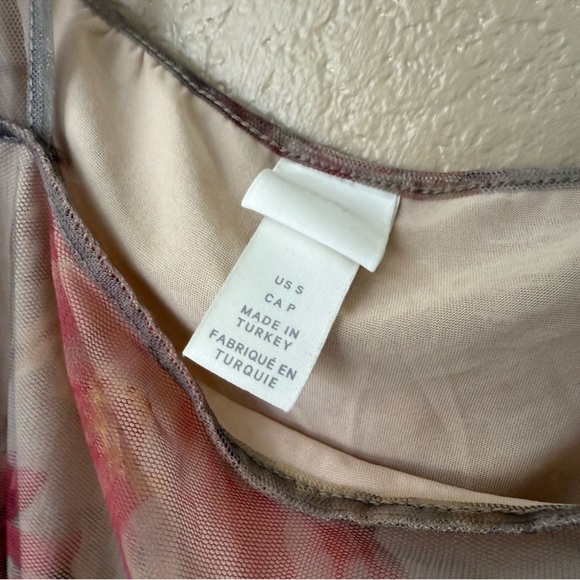 US S
CA P
MADE IN
TURKEY
FABRIQUÉ EN
TURQUIE